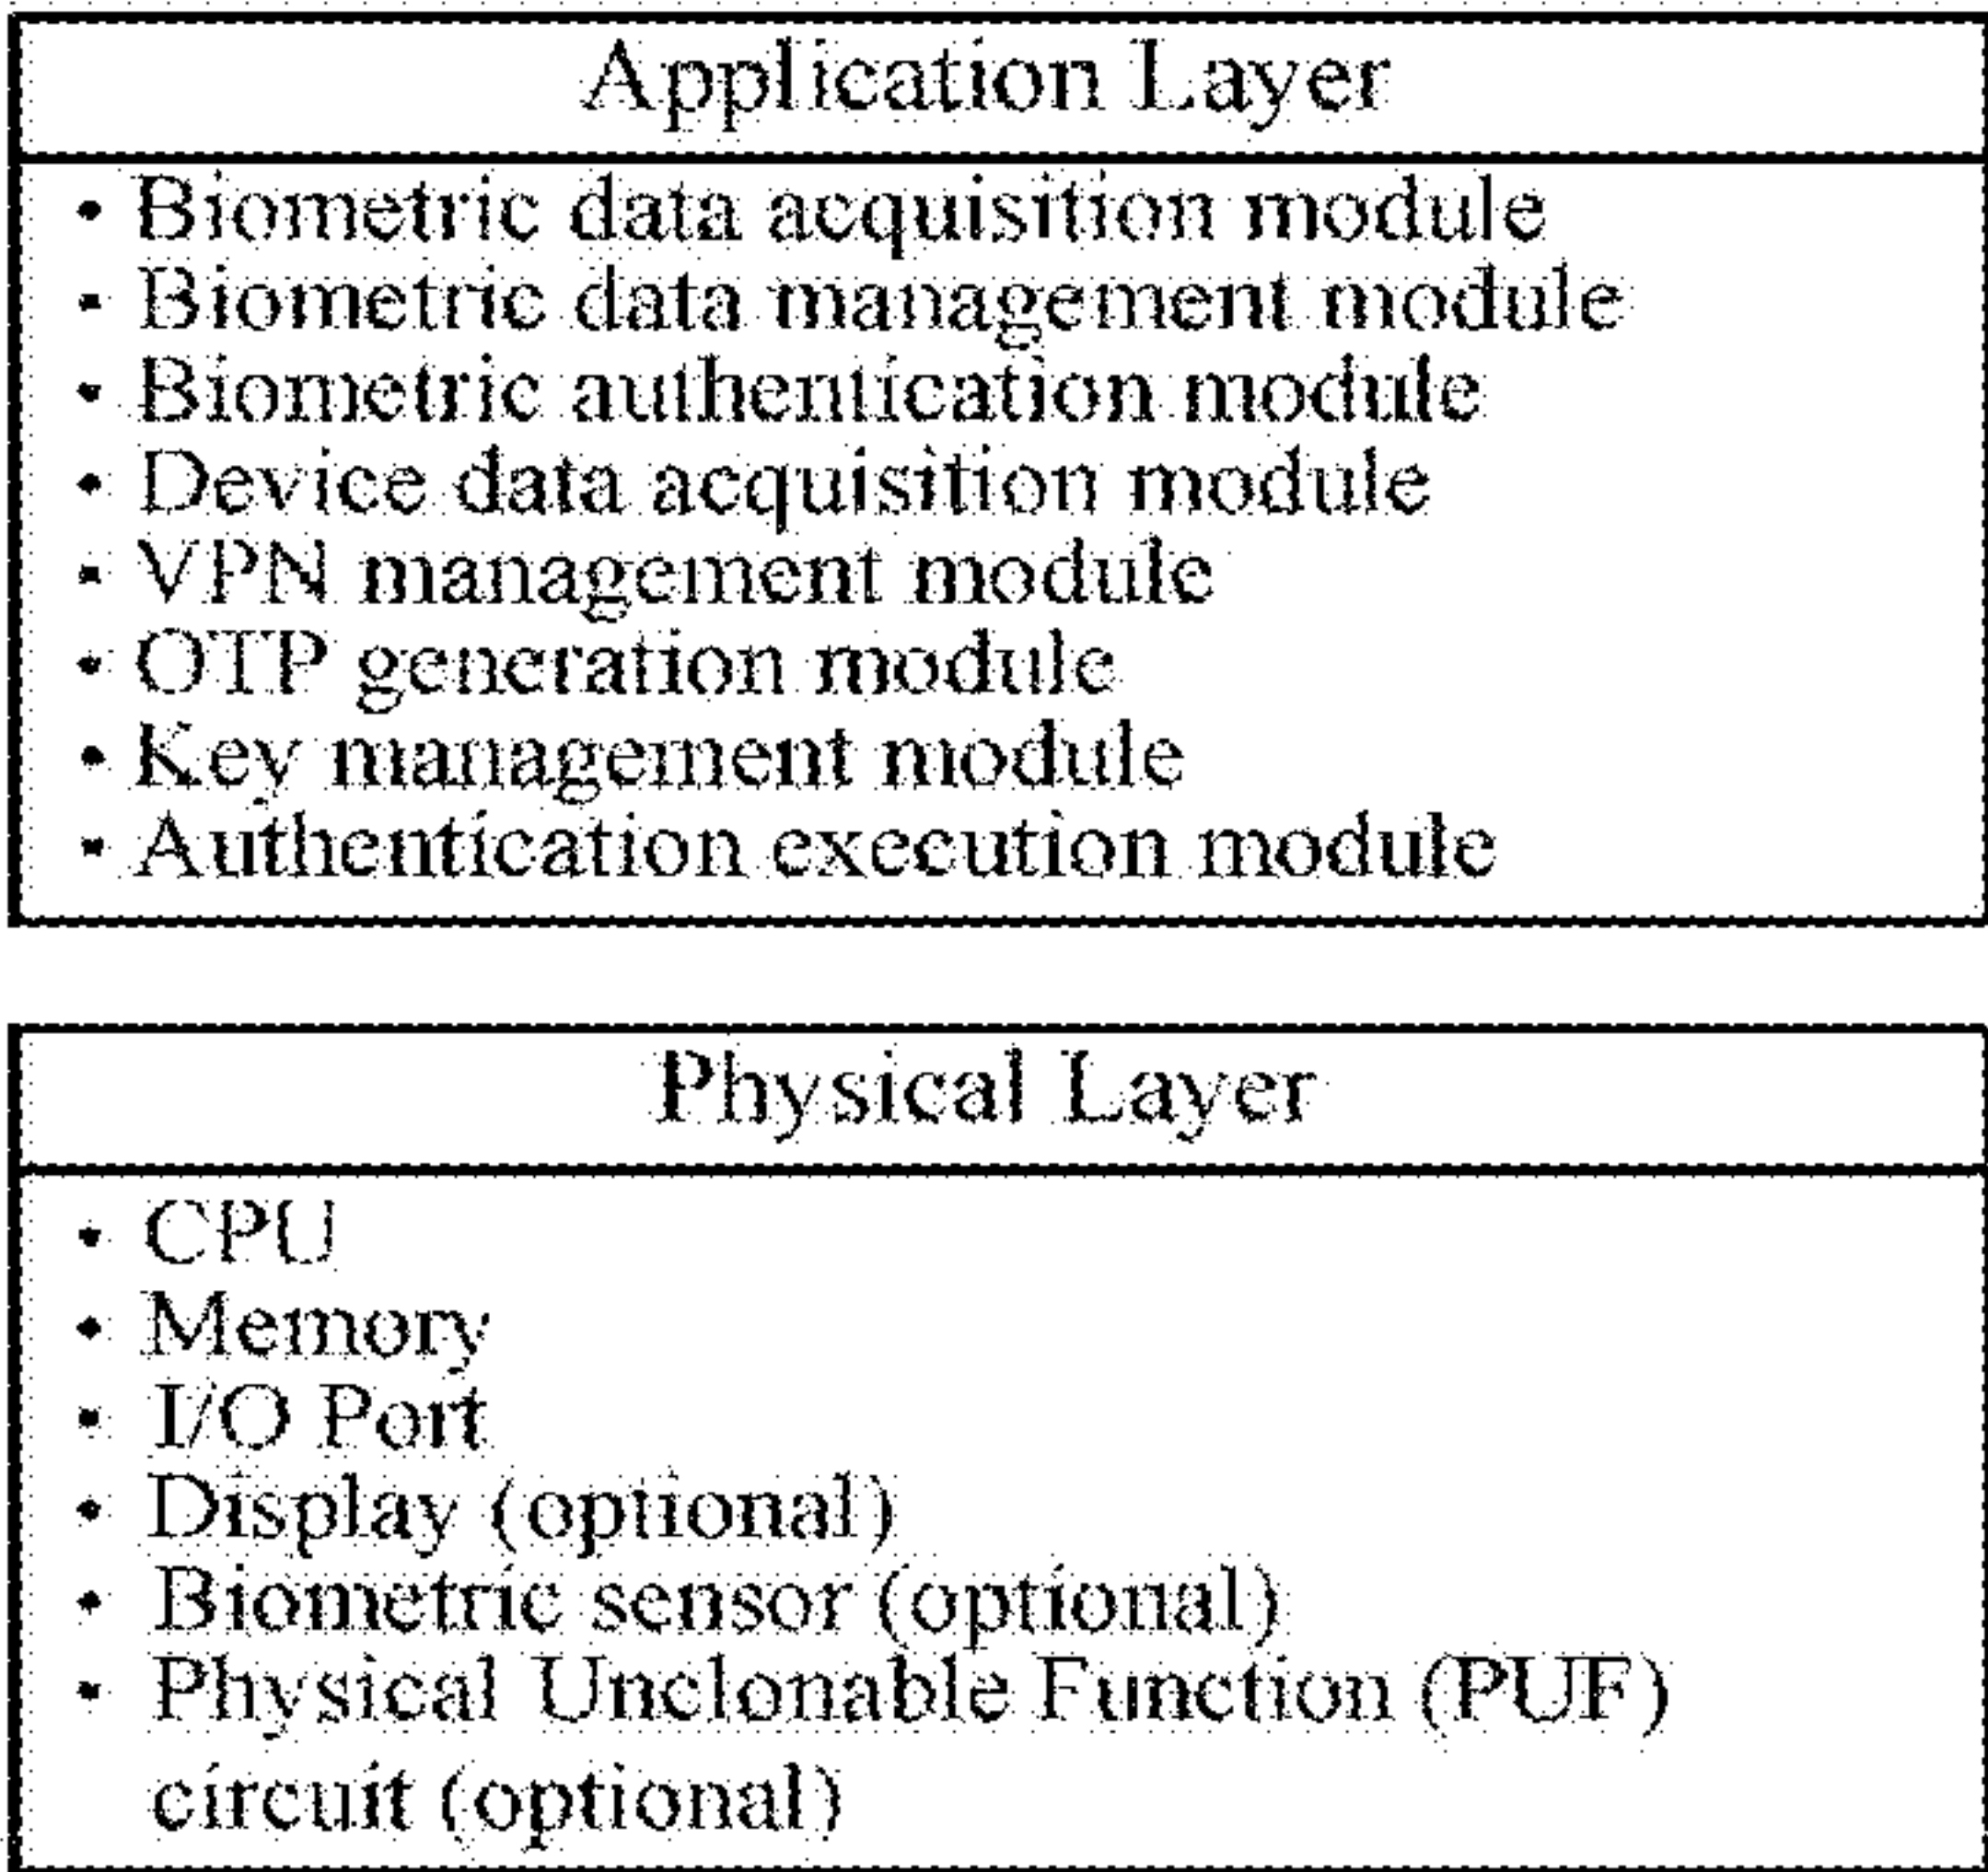 Application Layer
• Biometric data acquisition module
• Biometric data management module
• Biometric authentication module
• Device data acquisition module
• VPN management module
• OTP generation module
• Key management module
• Authentication execution module
Physical Layer
• CPU
• Memory
• I/O Port
• Display (optional)
• Biometric sensor (optional)
• Physical Unclonable Function (PUF)
circuit (optional)